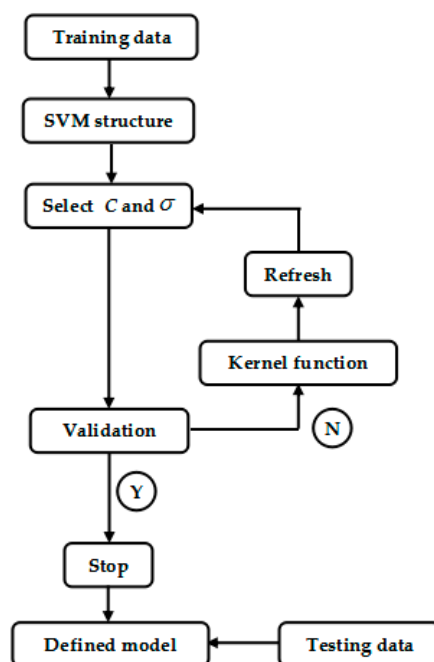 Training data
SVM structure
Select C and σ
Refresh
Kernel function
Validation
N
Y
Stop
Defined model
Testing data